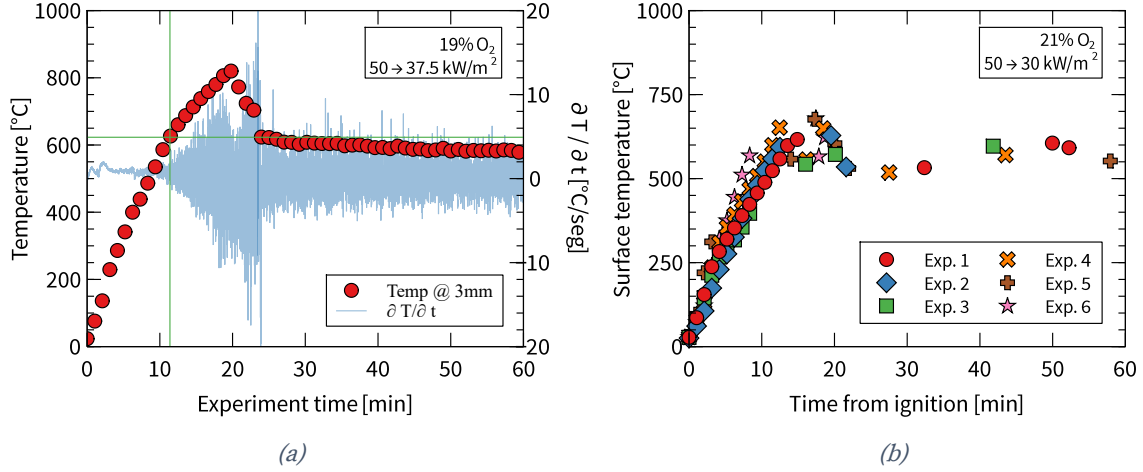 1000
800
600
400
200
0
Temperature [°C]
0
10
20
30
40
50
60
Experiment time [min]
20
10
0
10
20
∂ T / ∂ t [°C/seg]
19% O2
50 → 37.5 kW/m2
Temp @ 3mm
∂ T/∂ t
(a)
1000
750
500
250
0
Surface temperature [°C]
0
10
20
30
40
50
60
Time from ignition [min]
21% O2
50 → 30 kW/m2
Exp. 1
Exp. 4
Exp. 2
Exp. 5
Exp. 3
Exp. 6
(b)